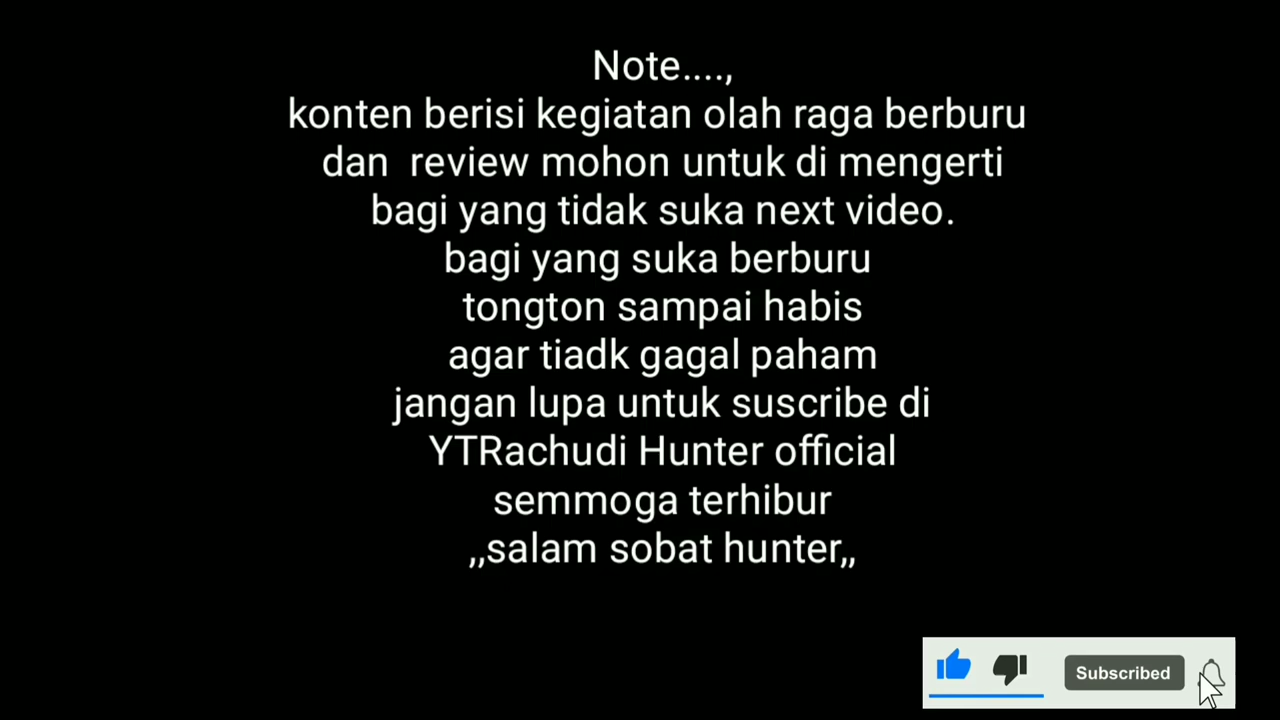 Note....,
konten berisi kegiatan olah raga berburu
dan  review mohon untuk di mengerti
bagi yang tidak suka next video.
bagi yang suka berburu
tongton sampai habis
agar tiadk gagal paham
jangan lupa untuk suscribe di
YTRachudi Hunter official
semmoga terhibur
,,salam sobat hunter,,
Subscribed